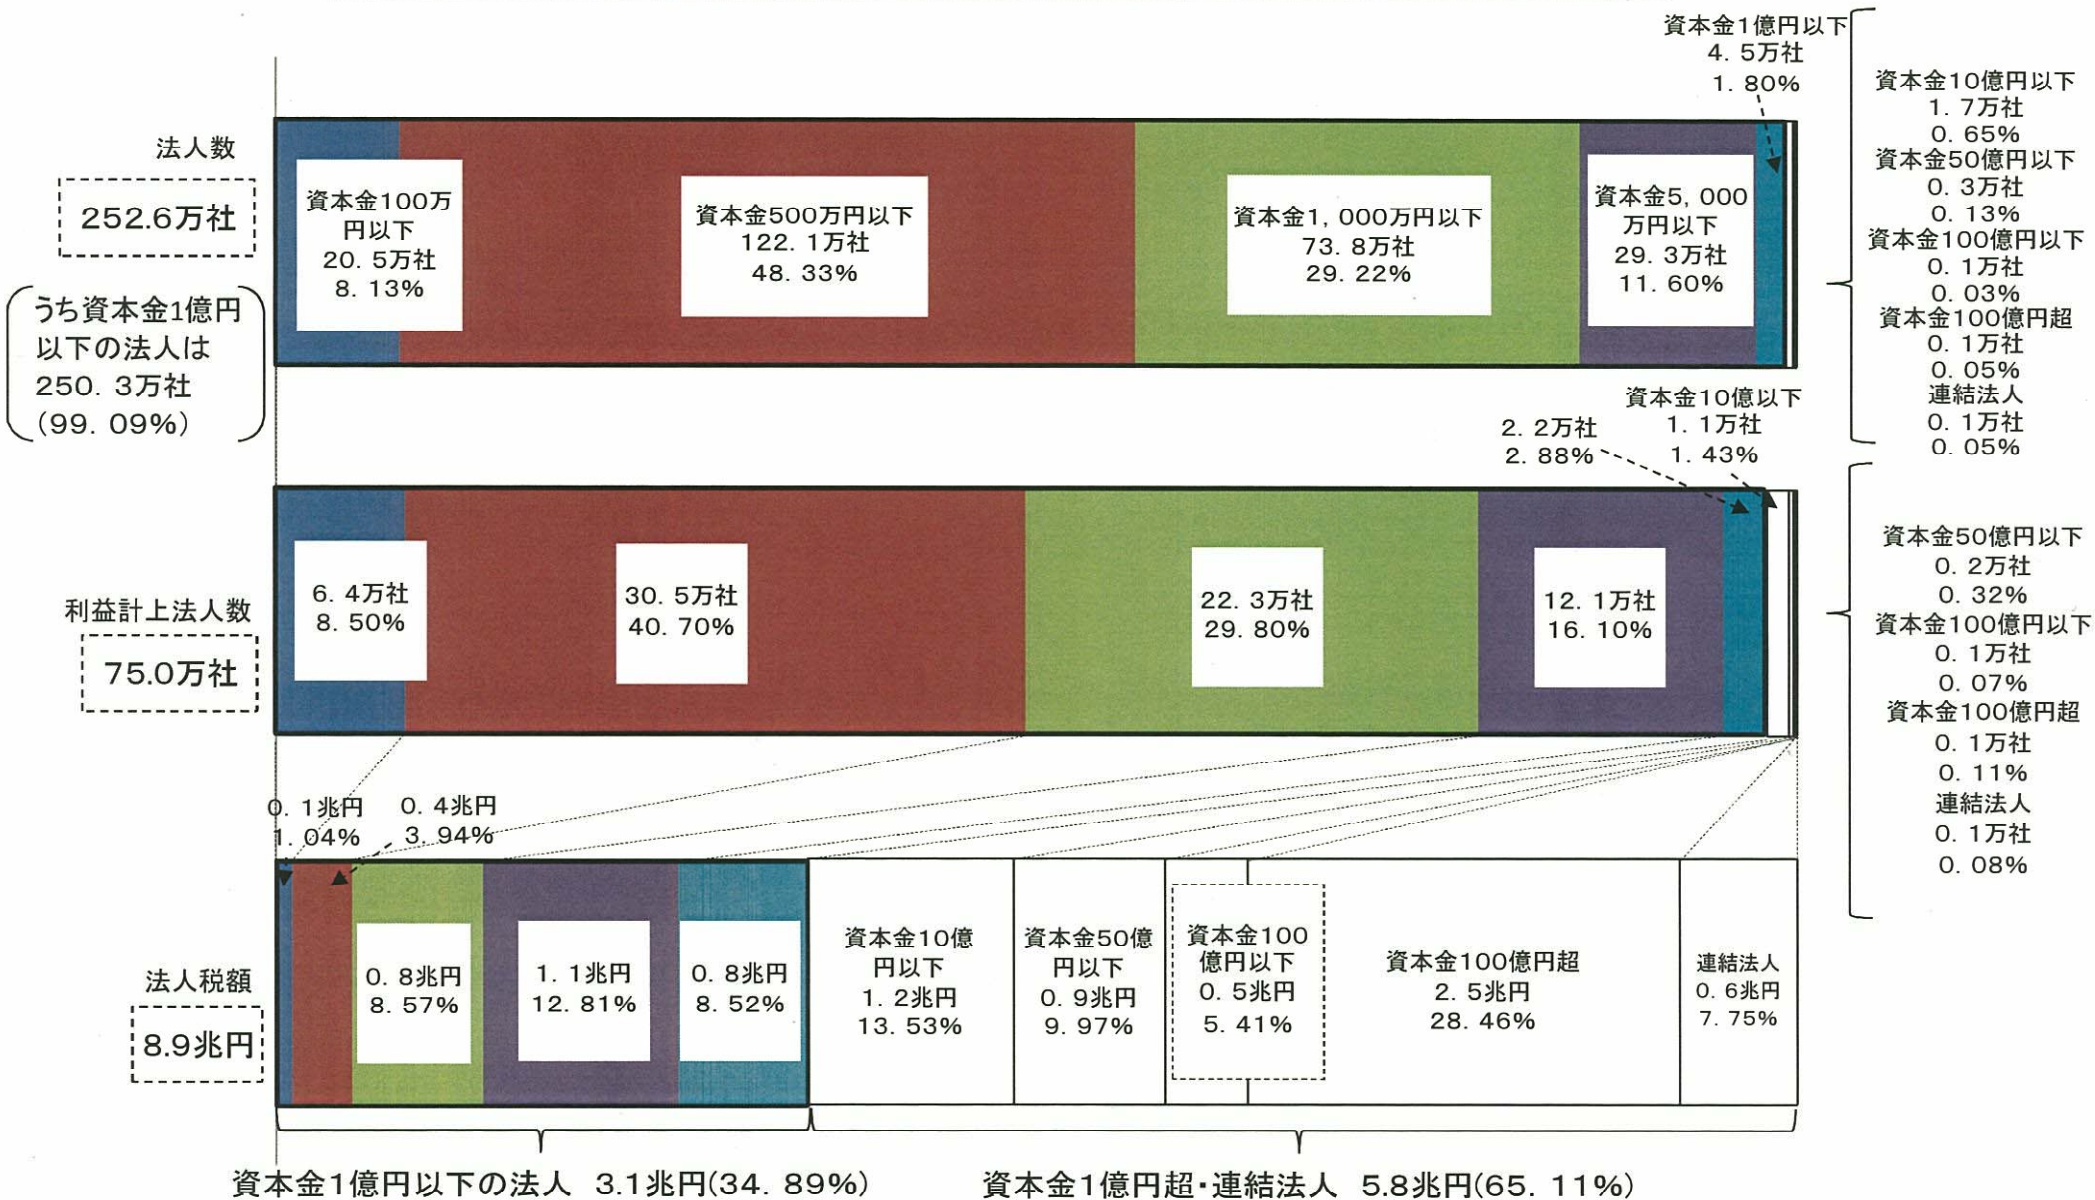 資本金1億円以下
4. 5万社
1. 80%
資本金10億円以下
1. 7万社
0. 65%
資本金50億円以下
0. 3万社
0. 13%
資本金100億円以下
0. 1万社
0. 03%
資本金100億円超
0. 1万社
0. 05%
連結法人
0. 1万社
0. 05%
法人数
252.6万社
うち資本金1億円
以下の法人は
250. 3万社
(99. 09%)
資本金100万
円以下
20. 5万社
8. 13%
資本金500万円以下
122. 1万社
48. 33%
資本金1, 000万円以下
73. 8万社
29. 22%
資本金5, 000
万円以下
29. 3万社
11. 60%
2. 2万社
2. 88%
資本金10億以下
1. 1万社
1. 43%
利益計上法人数
75.0万社
6. 4万社
8. 50%
30. 5万社
40. 70%
22. 3万社
29. 80%
12. 1万社
16. 10%
資本金50億円以下
0. 2万社
0. 32%
資本金100億円以下
0. 1万社
0. 07%
資本金100億円超
0. 1万社
0. 11%
連結法人
0. 1万社
0. 08%
0. 1兆円
1. 04%
0. 4兆円
3. 94%
法人税額
8.9兆円
0. 8兆円
8. 57%
1. 1兆円
12. 81%
0. 8兆円
8. 52%
資本金10億
円以下
1. 2兆円
13. 53%
資本金50億
円以下
0. 9兆円
9. 97%
資本金100
億円以下
0. 5兆円
5. 41%
資本金100億円超
2. 5兆円
28. 46%
連結法人
0. 6兆円
7. 75%
資本金1億円以下の法人 3.1兆円(34. 89%)
資本金1億円超・連結法人 5.8兆円(65. 11%)